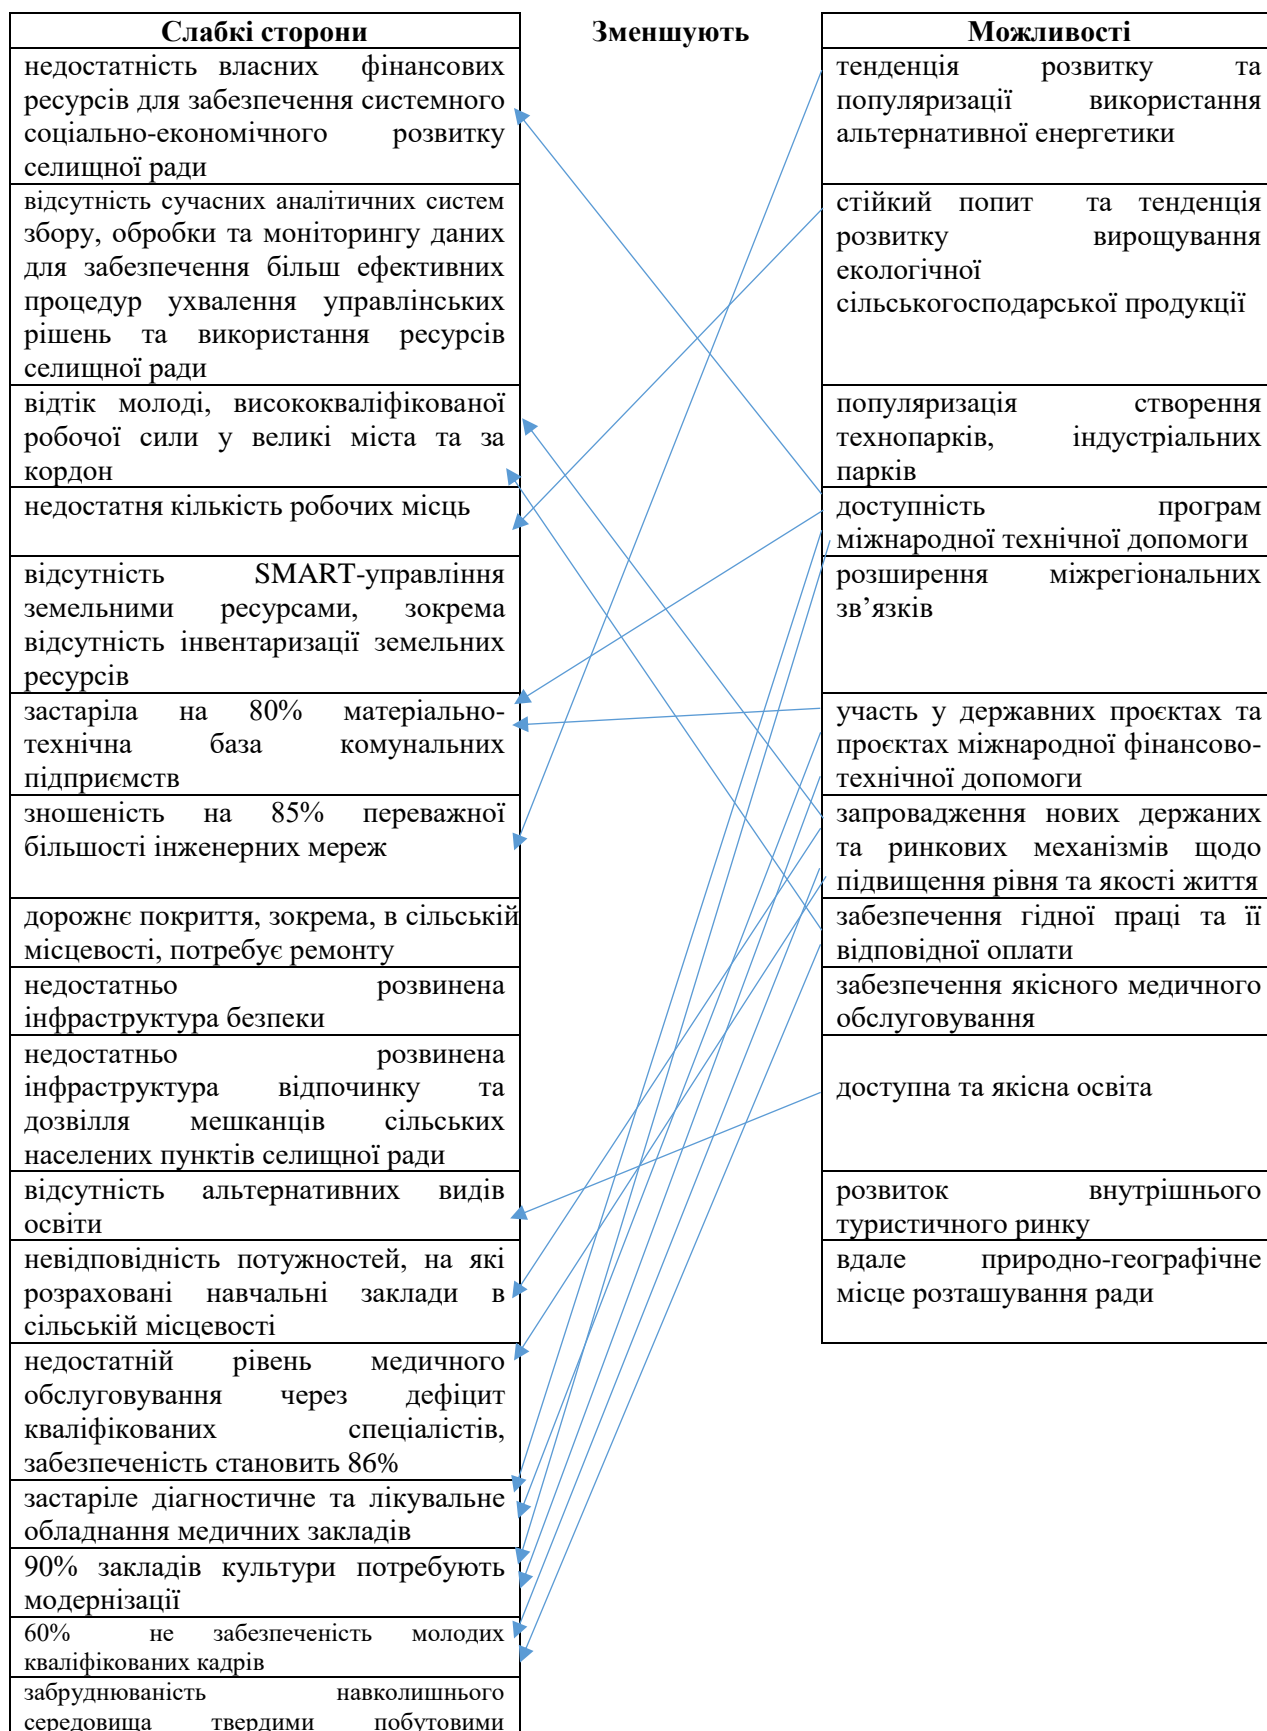 Слабкі сторони
недостатність власних фінансових
ресурсів для забезпечення системного
соціально-економічного розвитку
селищної ради
відсутність сучасних аналітичних систем
збору, обробки та моніторингу даних
для забезпечення більш ефективних
процедур ухвалення управлінських
рішень та використання ресурсів
селищної ради
відтік молоді, висококваліфікованої
робочої сили у великі міста та за
кордон
недостатня кількість робочих місць
відсутність SMART-управління
земельними ресурсами, зокрема
відсутність інвентаризації земельних
ресурсів
застаріла на 80% матеріально-
технічна база комунальних
підприємств
зношеність на 85% переважної
більшості інженерних мереж
дорожнє покриття, зокрема, в сільській
місцевості, потребує ремонту
недостатньо розвинена
інфраструктура безпеки
недостатньо розвинена
інфраструктура відпочинку та
дозвілля мешканців сільських
населених пунктів селищної ради
відсутність альтернативних видів
освіти
невідповідність потужностей, на які
розраховані навчальні заклади в
сільській місцевості
недостатній рівень медичного
обслуговування через дефіцит
кваліфікованих спеціалістів,
забезпеченість становить 86%
застаріле діагностичне та лікувальне
обладнання медичних закладів
90% закладів культури потребують
модернізації
60% не забезпеченість молодих
кваліфікованих кадрів
забруднюваність навколишнього
середовища твердими побутовими
Зменшують
Можливості
тенденція розвитку та
популяризації використання
альтернативної енергетики
стійкий попит та тенденція
розвитку вирощування
екологічної
сільськогосподарської продукції
популяризація створення
технопарків, індустріальних
парків
доступність програм
міжнародної технічної допомоги
розширення міжрегіональних
зв’язків
участь у державних проєктах та
проєктах міжнародної фінансово-
технічної допомоги
запровадження нових держаних
та ринкових механізмів щодо
підвищення рівня та якості життя
забезпечення гідної праці та її
відповідної оплати
забезпечення якісного медичного
обслуговування
доступна та якісна освіта
розвиток внутрішнього
туристичного ринку
вдале природно-географічне
місце розташування ради